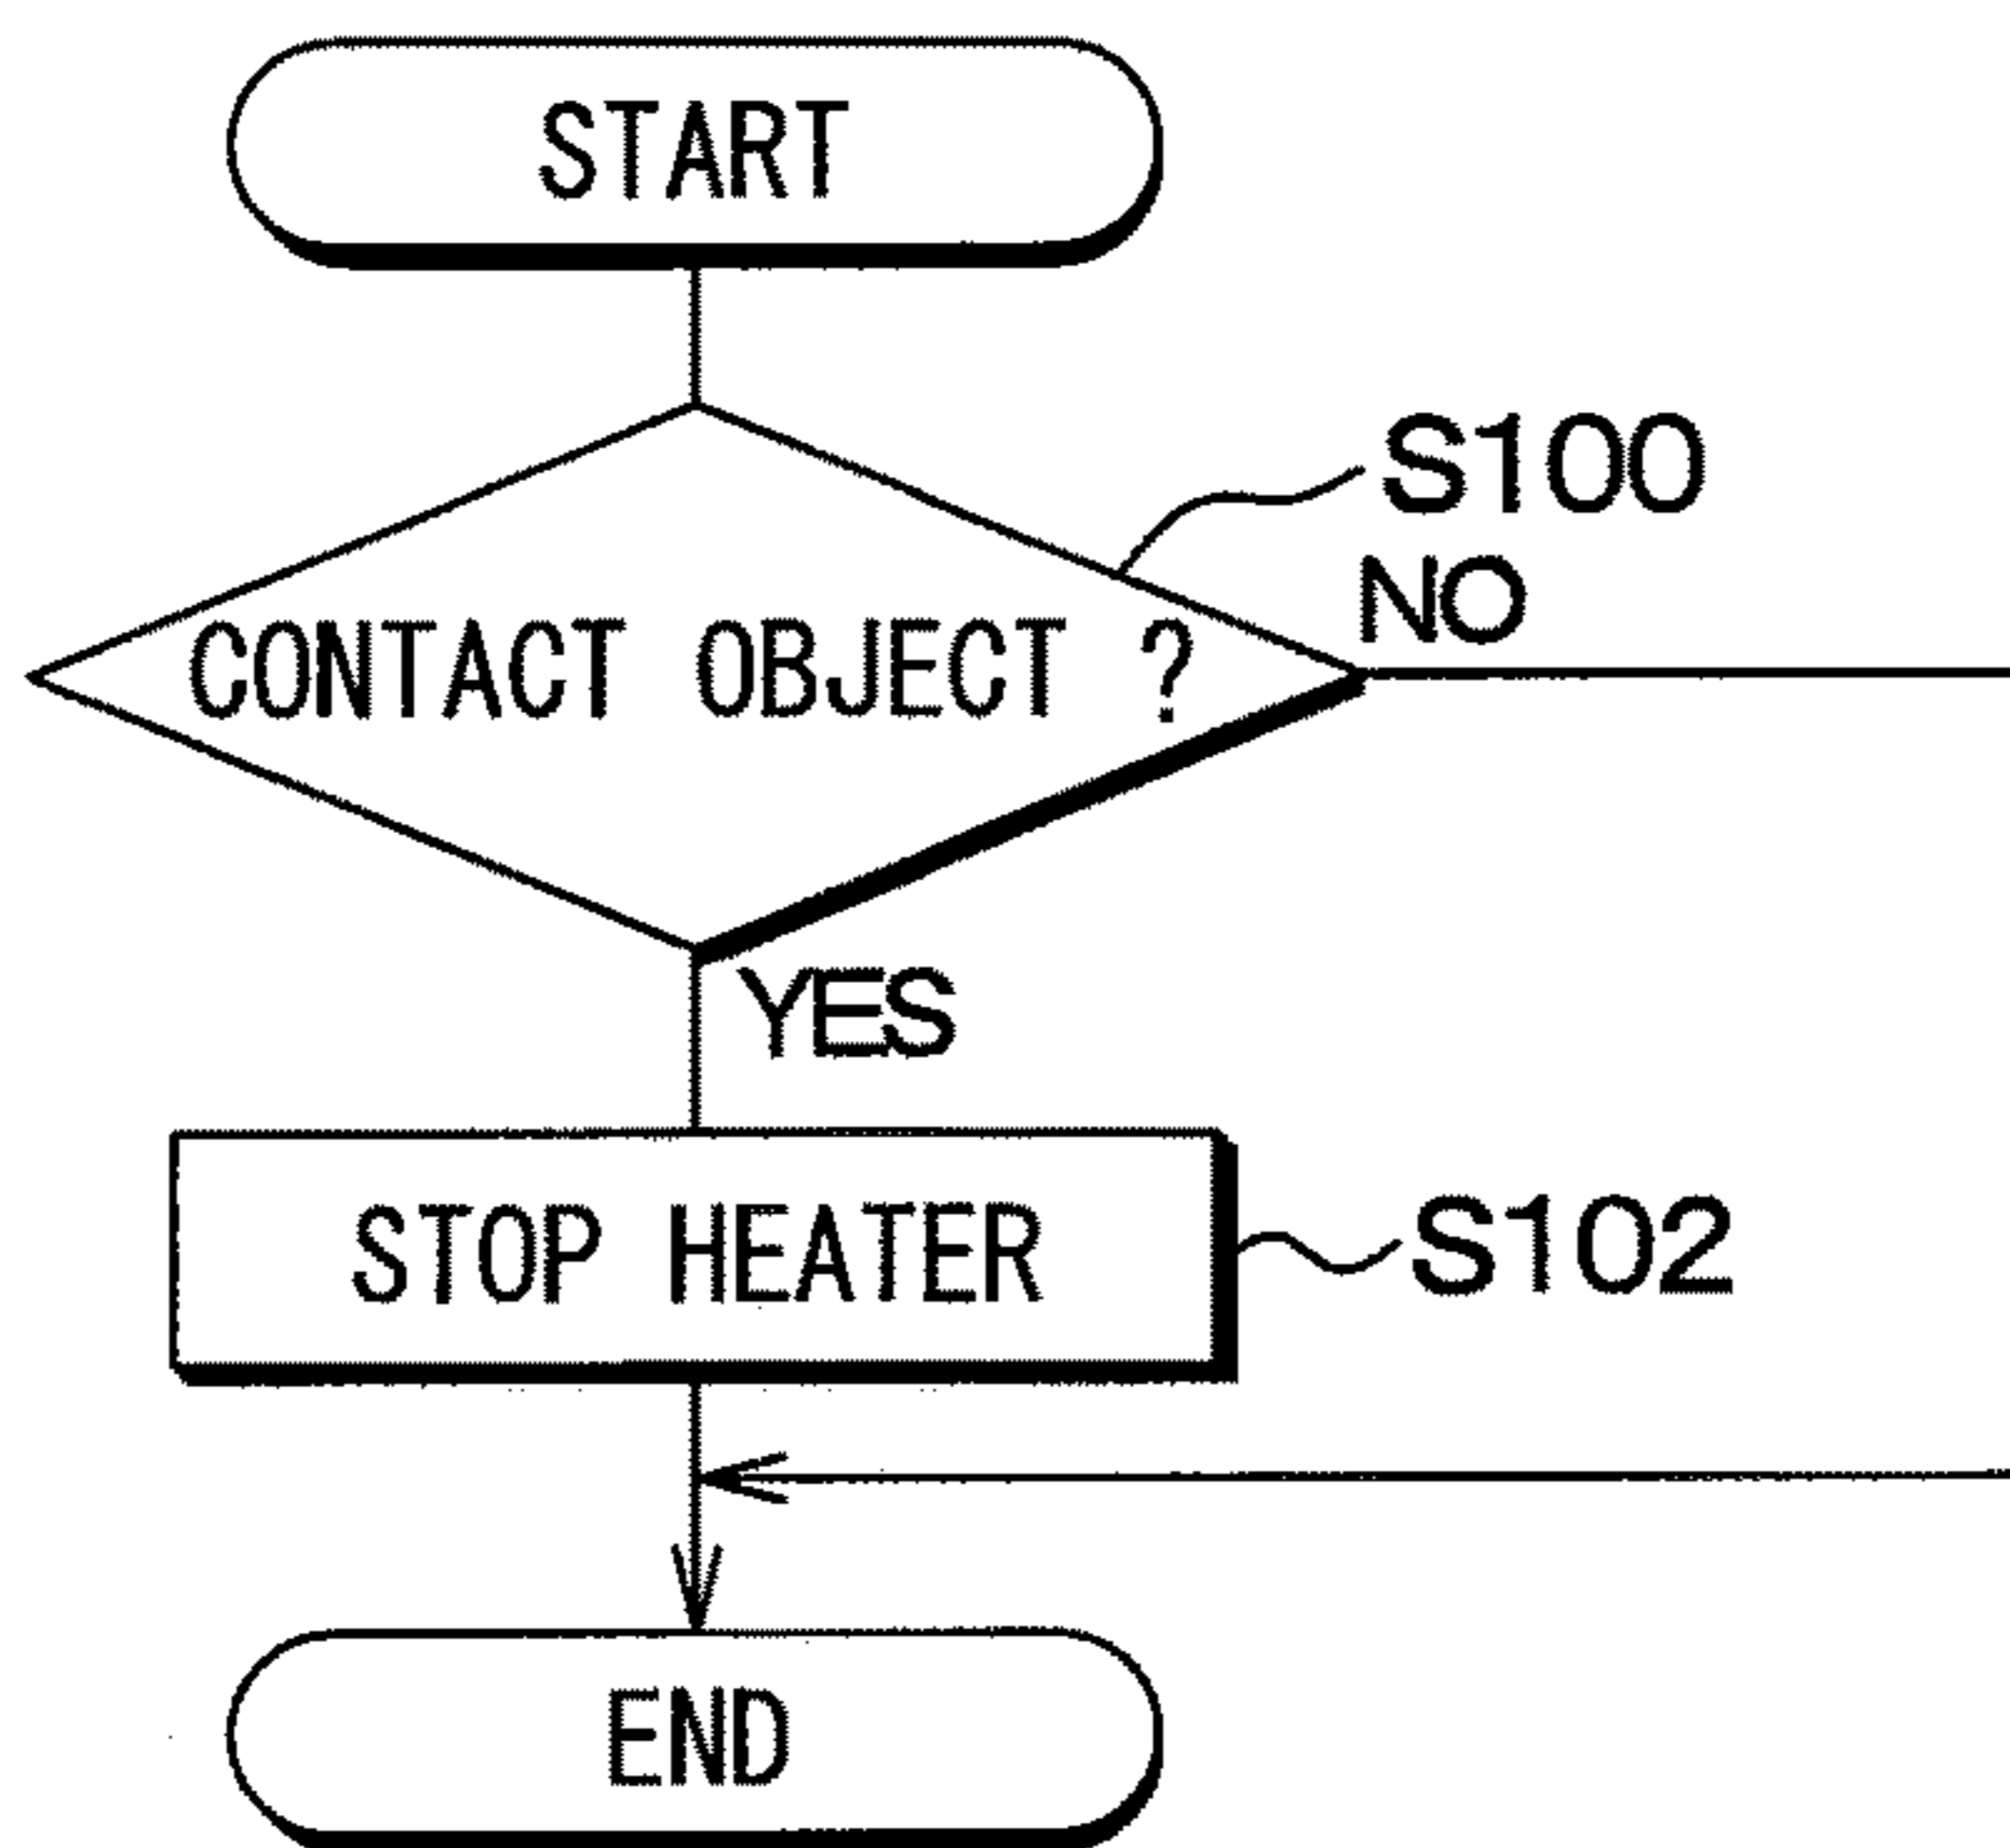 START
S100
NO
CONTACT OBJECT ?
YES
STOP HEATER
S102
END